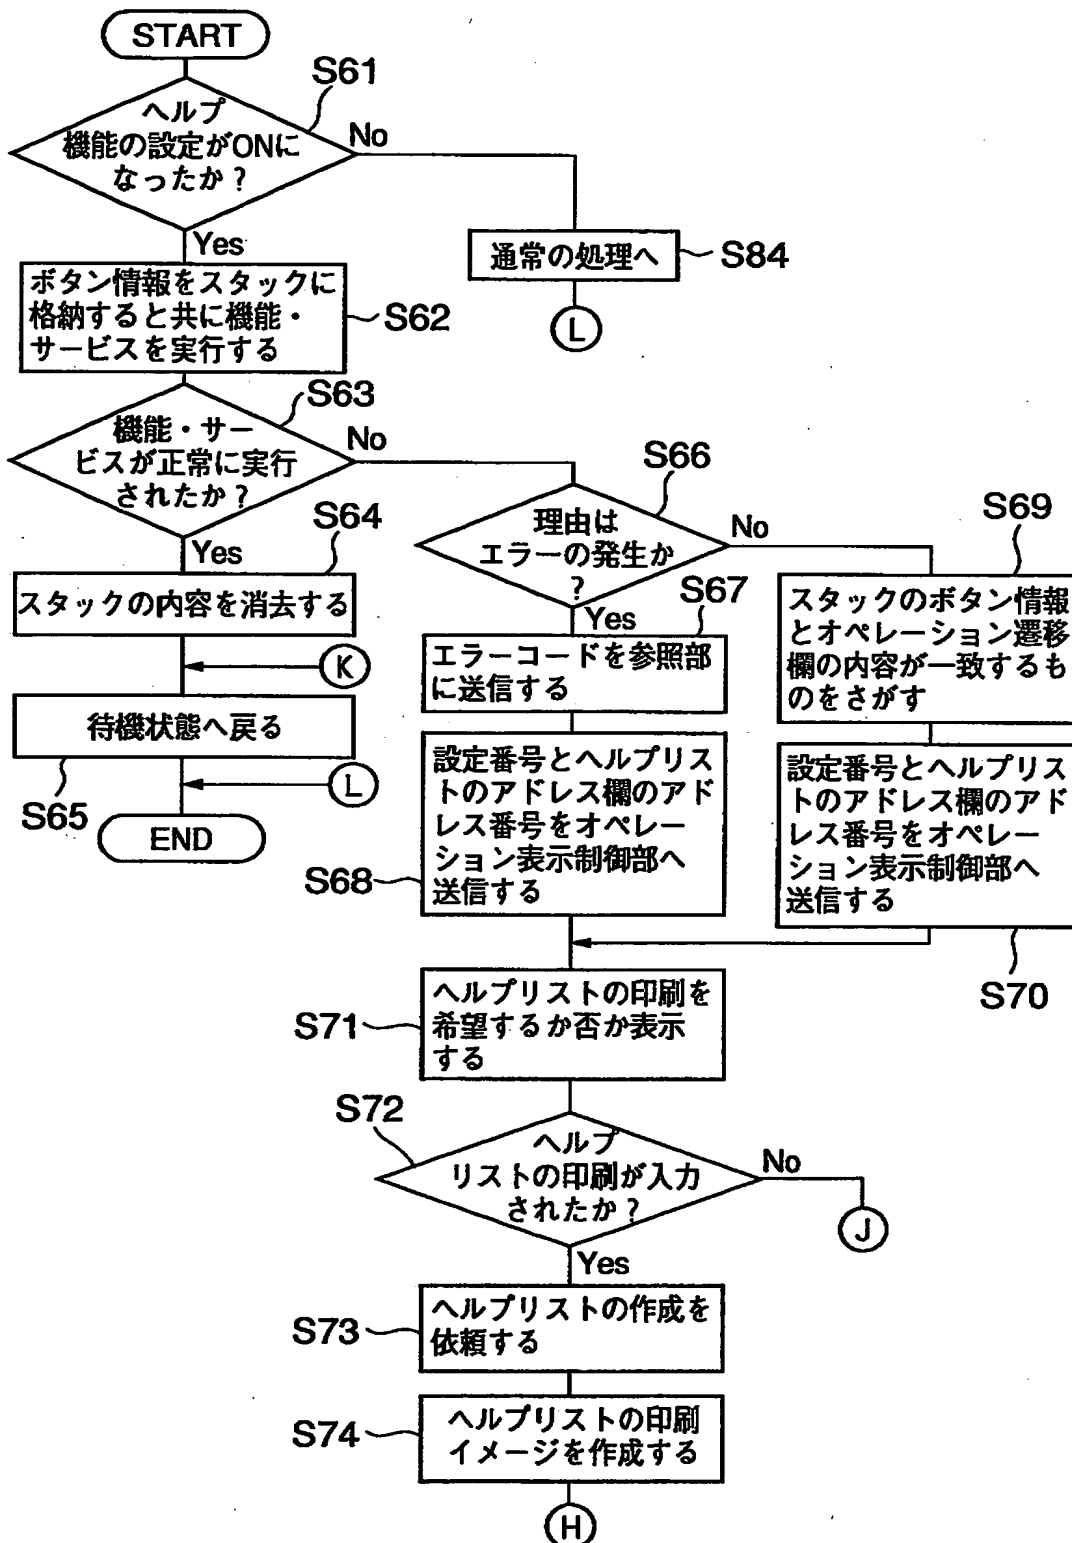 START
S61
ヘルプ
機能の設定がONに
なったか？
No
Yes
通常の処理へ
S84
L
ボタン情報をスタックに
格納すると共に機能・
サービスを実行する
S62
S63
機能・サー
ビスが正常に実行
されたか？
No
Yes
S64
スタックの内容を消去する
K
待機状態へ戻る
S65
L
END
S66
理由は
エラーの発生か
？
No
Yes
S67
エラーコードを参照部
に送信する
設定番号とヘルプリス
トのアドレス欄のアド
レス番号をオペレー
ション表示制御部へ
送信する
S68
S69
スタックのボタン情報
とオペレーション遷移
欄の内容が一致するも
のをさがす
設定番号とヘルプリス
トのアドレス欄のアド
レス番号をオペレー
ション表示制御部へ
送信する
S70
S71
ヘルプリストの印刷を
希望するか否か表示
する
S72
ヘルプ
リストの印刷が入力
されたか？
No
J
Yes
S73
ヘルプリストの作成を
依頼する
S74
ヘルプリストの印刷
イメージを作成する
H